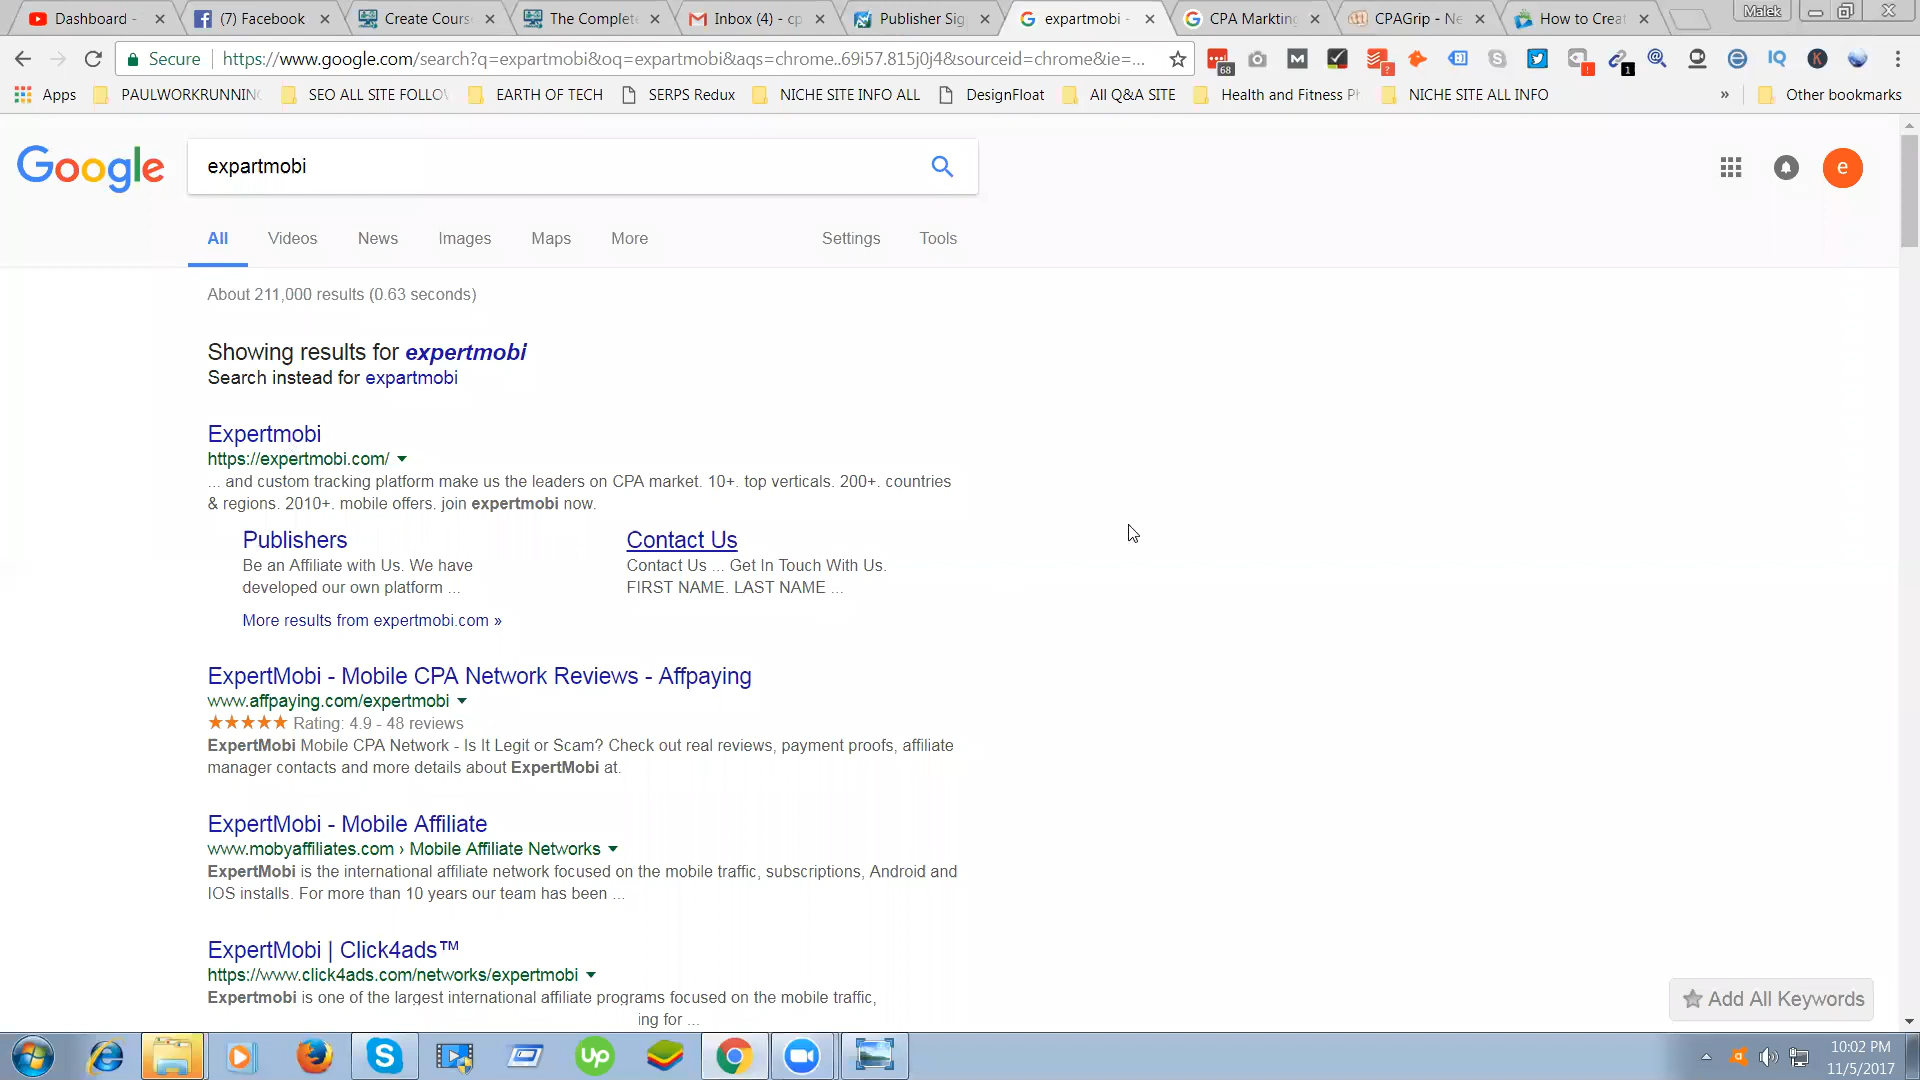 Dashboard -
(7) Facebook
Create Cours
The Complete
Inbox (4) - cp
Publisher Sig
expartmobi -
CPA Markting
CPAGrip - Ne
How to Creat
Malek
Secure
https://www.google.com/search?q=expartmobi&oq=expartmobi&aqs=chrome..69i57.815j0j4&sourceid=chrome&ie=...
68
?
!
1
IQ
K
Apps
PAULWORKRUNNING
SEO ALL SITE FOLLOW
EARTH OF TECH
SERPS Redux
NICHE SITE INFO ALL
DesignFloat
All Q&A SITE
Health and Fitness Ph
NICHE SITE ALL INFO
»
Other bookmarks
Google
expartmobi
e
All
Videos
News
Images
Maps
More
Settings
Tools
About 211,000 results (0.63 seconds)
Showing results for expertmobi
Search instead for expartmobi
Expertmobi
https://expertmobi.com/
... and custom tracking platform make us the leaders on CPA market. 10+. top verticals. 200+. countries
& regions. 2010+. mobile offers. join expertmobi now.
Publishers
Be an Affiliate with Us. We have
developed our own platform ...
Contact Us
Contact Us ... Get In Touch With Us.
FIRST NAME. LAST NAME ...
More results from expertmobi.com »
ExpertMobi - Mobile CPA Network Reviews - Affpaying
www.affpaying.com/expertmobi
Rating: 4.9 - 48 reviews
ExpertMobi Mobile CPA Network - Is It Legit or Scam? Check out real reviews, payment proofs, affiliate
manager contacts and more details about ExpertMobi at.
ExpertMobi - Mobile Affiliate
www.mobyaffiliates.com › Mobile Affiliate Networks
ExpertMobi is the international affiliate network focused on the mobile traffic, subscriptions, Android and
IOS installs. For more than 10 years our team has been ...
ExpertMobi | Click4ads™
https://www.click4ads.com/networks/expertmobi
Expertmobi is one of the largest international affiliate programs focused on the mobile traffic,
ing for ...
Add All Keywords
Up
10:02 PM
11/5/2017